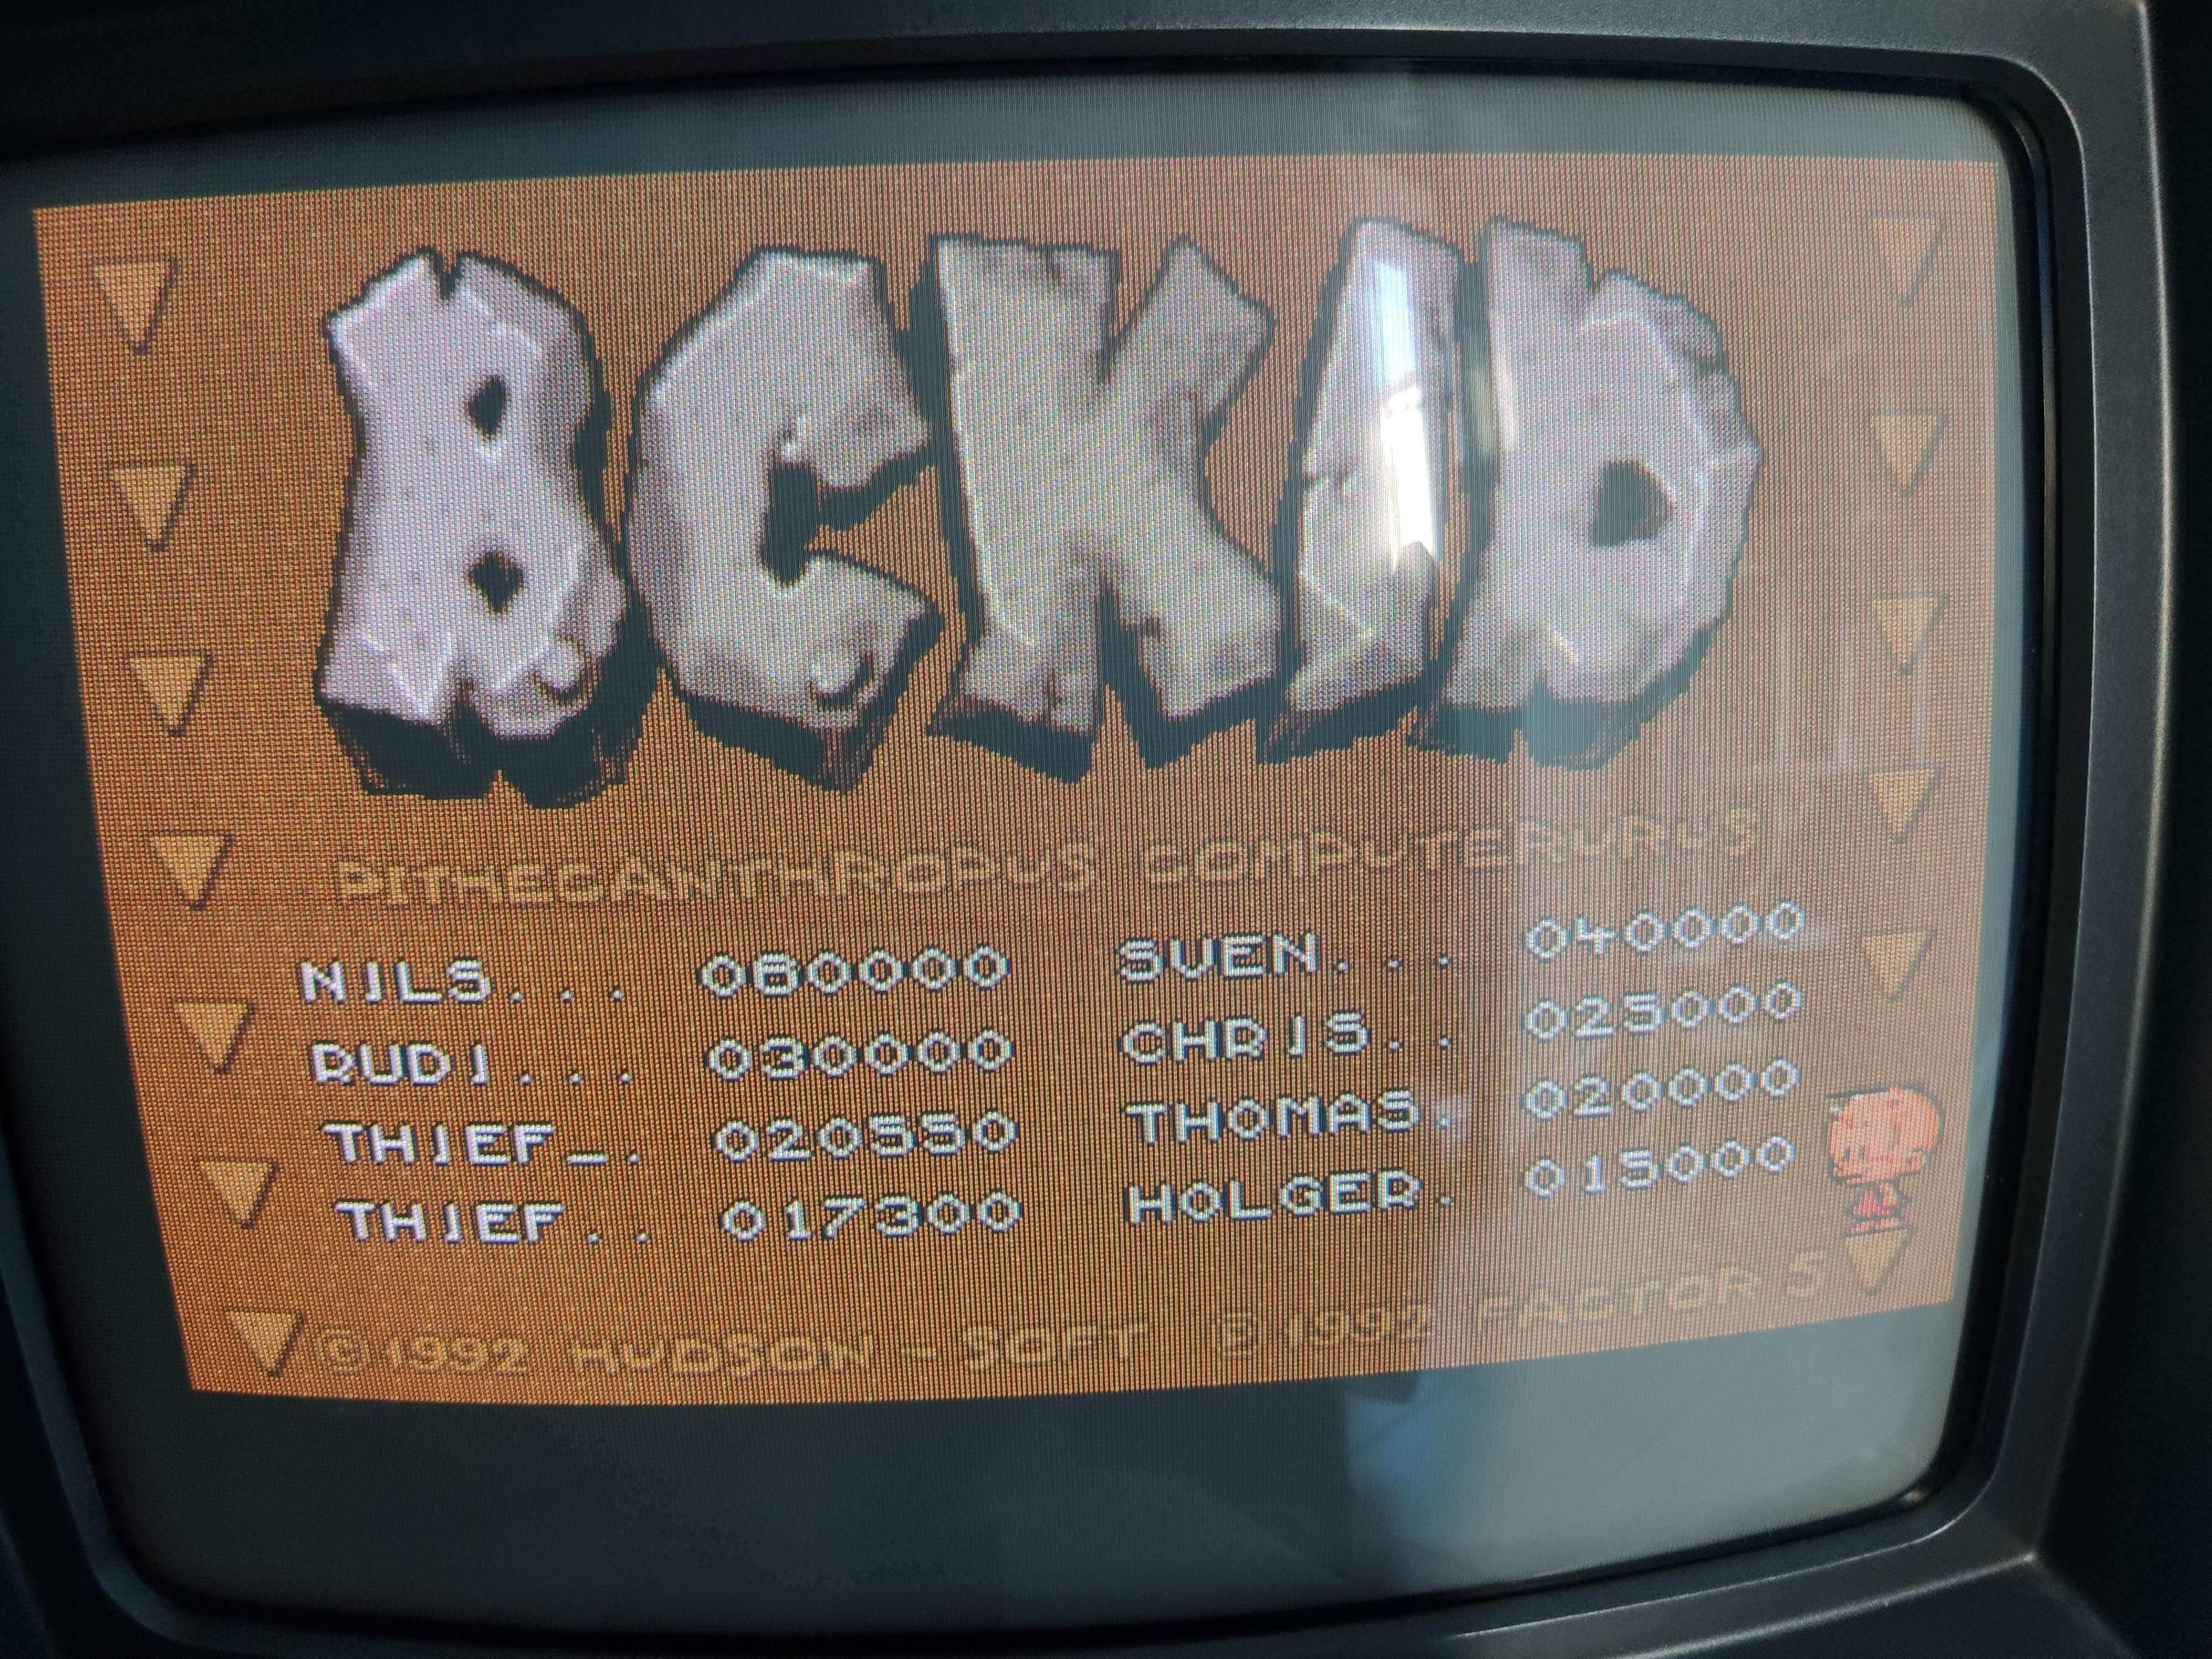 BCKID
PITHECANTHROPUS COMPUTERURUS
NILS... 060000 SVEN... 040000
RUDI... 030000 CHRIS.. 025000
THIEF_. 020550 THOMAS. 020000
THIEF.. 017300 HOLGER. 015000
©1992 HUDSON-SOFT ©1992 FACTOR 5